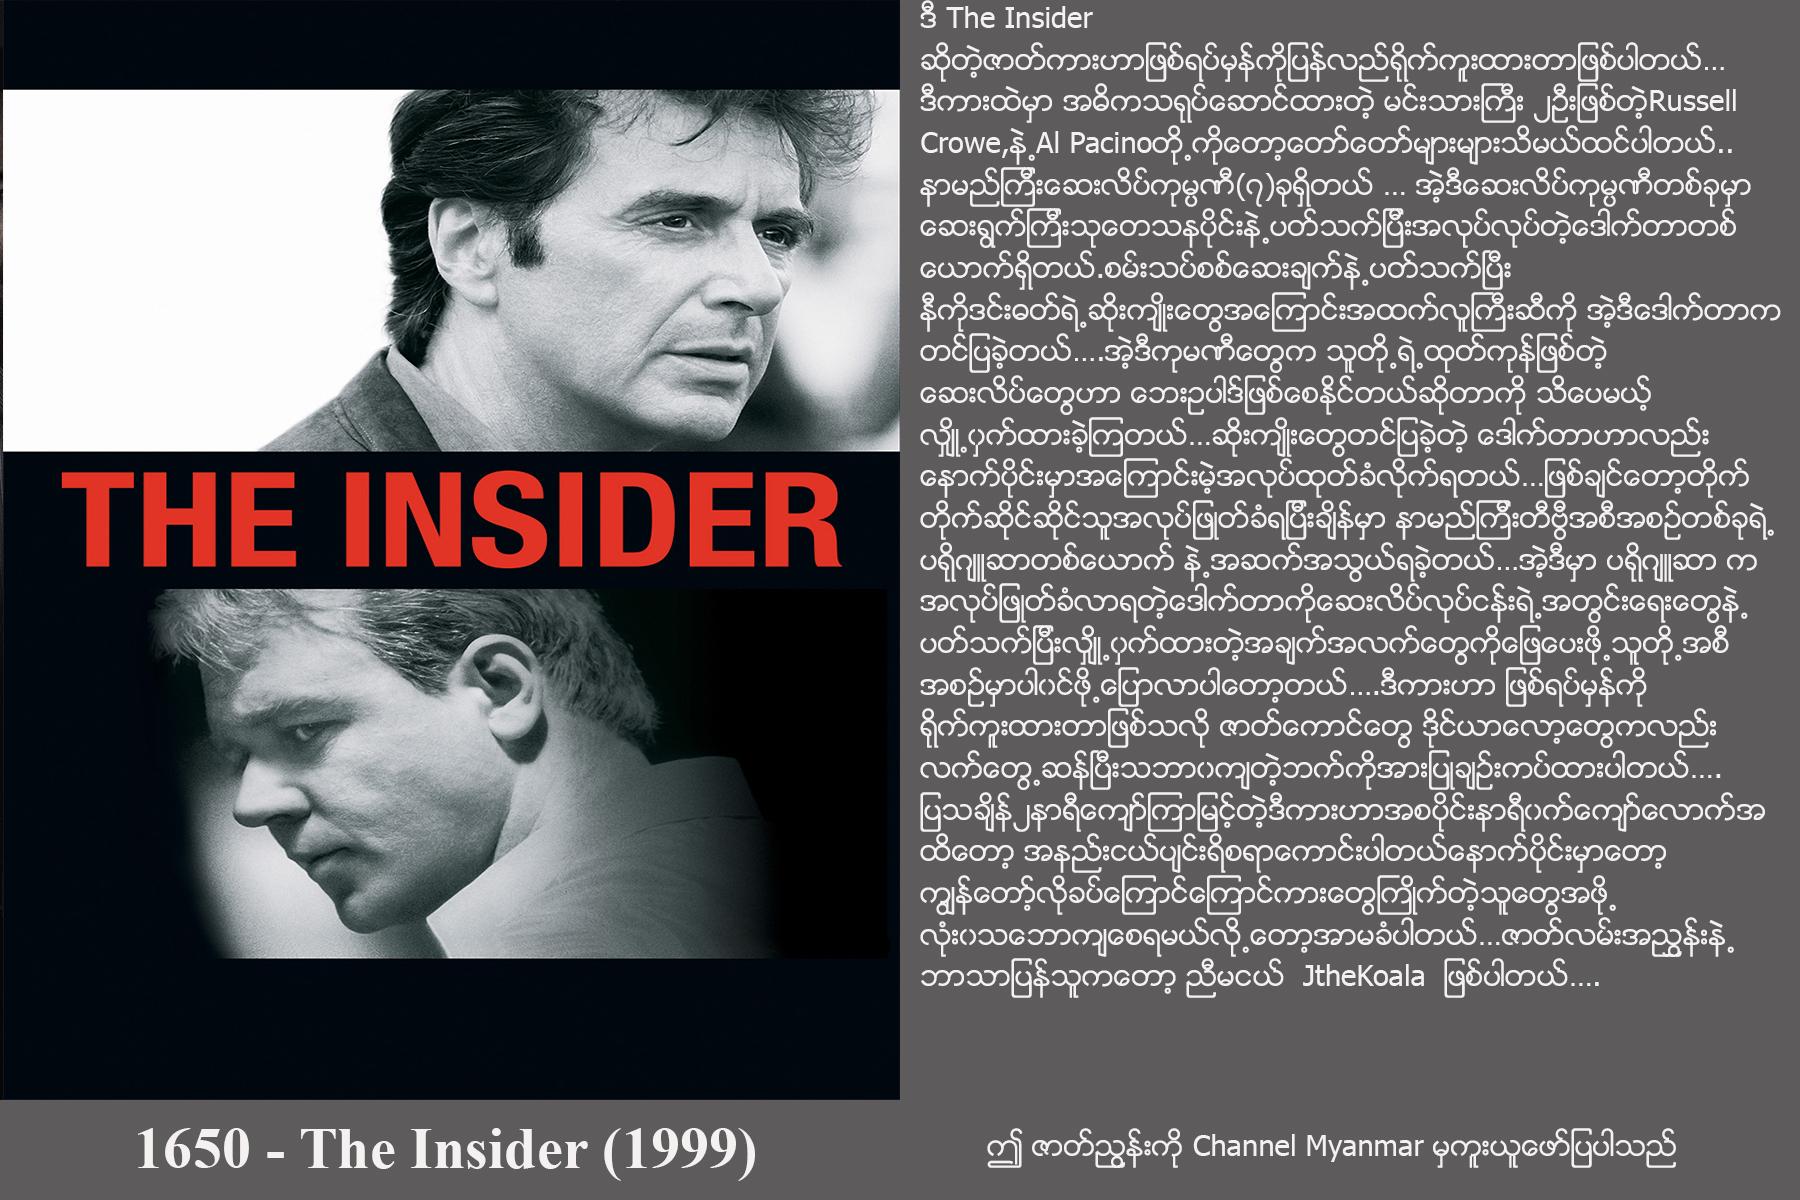 THE INSIDER
1650 - The Insider (1999)
ဒီ The Insider
ဆိုတဲ့ဇာတ်ကားဟာဖြစ်ရပ်မှန်ကိုပြန်လည်ရိုက်ကူးထားတာဖြစ်ပါတယ်...
ဒီကားထဲမှာ အဓိကသရုပ်ဆောင်ထားတဲ့ မင်းသားကြီး ၂ဦးဖြစ်တဲ့Russell
Crowe,နဲ့Al Pacinoတို့ကိုတော့တော်တော်များများသိမယ်ထင်ပါတယ်..
နာမည်ကြီးဆေးလိပ်ကုမ္ပဏီ(၇)ခုရှိတယ် ... အဲ့ဒီဆေးလိပ်ကုမ္ပဏီတစ်ခုမှာ
ဆေးရွက်ကြီးသုတေသနပိုင်းနဲ့ပတ်သက်ပြီးအလုပ်လုပ်တဲ့ဒေါက်တာတစ်
ယောက်ရှိတယ်.စမ်းသပ်စစ်ဆေးချက်နဲ့ပတ်သက်ပြီး
နီကိုဒင်းဓတ်ရဲ့ဆိုးကျိုးတွေအကြောင်းအထက်လူကြီးဆီကို အဲ့ဒီဒေါက်တာက
တင်ပြခဲ့တယ်....အဲ့ဒီကုမဏီတွေက သူတို့ရဲ့ထုတ်ကုန်ဖြစ်တဲ့
ဆေးလိပ်တွေဟာ ဘေးဥပါဒ်ဖြစ်စေနိုင်တယ်ဆိုတာကို သိပေမယ့်
လျှို့ဝှက်ထားခဲ့ကြတယ်...ဆိုးကျိုးတွေတင်ပြခဲ့တဲ့ ဒေါက်တာဟာလည်း
နောက်ပိုင်းမှာအကြောင်းမဲ့အလုပ်ထုတ်ခံလိုက်ရတယ်...ဖြစ်ချင်တော့တိုက်
တိုက်ဆိုင်ဆိုင်သူအလုပ်ဖြုတ်ခံရပြီးချိန်မှာ နာမည်ကြီးတီဗွီအစီအစဉ်တစ်ခုရဲ့
ပရိုဂျူဆာတစ်ယောက် နဲ့အဆက်အသွယ်ရခဲ့တယ်...အဲ့ဒီမှာ ပရိုဂျူဆာ က
အလုပ်ဖြုတ်ခံလာရတဲ့ဒေါက်တာကိုဆေးလိပ်လုပ်ငန်းရဲ့အတွင်းရေးတွေနဲ့
ပတ်သက်ပြီးလျှို့ဝှက်ထားတဲ့အချက်အလက်တွေကိုဖြေပေးဖို့သူတို့အစီ
အစဉ်မှာပါဝင်ဖို့ပြောလာပါတော့တယ်....ဒီကားဟာ ဖြစ်ရပ်မှန်ကို
ရိုက်ကူးထားတာဖြစ်သလို ဇာတ်ကောင်တွေ ဒိုင်ယာလော့တွေကလည်း
လက်တွေ့ဆန်ပြီးသဘာဝကျတဲ့ဘက်ကိုအားပြုချဉ်းကပ်ထားပါတယ်....
ပြသချိန်၂နာရီကျော်ကြာမြင့်တဲ့ဒီကားဟာအစပိုင်းနာရီဝက်ကျော်လောက်အ
ထိတော့ အနည်းငယ်ပျင်းရိစရာကောင်းပါတယ်နောက်ပိုင်းမှာတော့
ကျွန်တော့်လိုခပ်ကြောင်ကြောင်ကားတွေကြိုက်တဲ့သူတွေအဖို့
လုံးဝသဘောကျစေရမယ်လို့တော့အာမခံပါတယ်...ဇာတ်လမ်းအညွှန်းနဲ့
ဘာသာပြန်သူကတော့ ညီမငယ် JtheKoala ဖြစ်ပါတယ်....
ဤ ဇာတ်ညွှန်းကို Channel Myanmar မှကူးယူဖော်ပြပါသည်